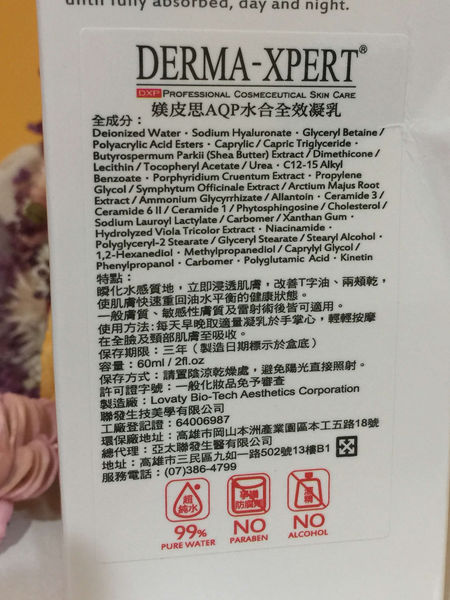 until fully absorbed, day and night.
DERMA-XPERT®
DXP PROFESSIONAL COSMECEUTICAL SKIN CARE
媄皮思AQP水合全效凝乳
全成分：
Deionized Water・Sodium Hyaluronate・Glyceryl Betaine/
Polyacrylic Acid Esters・Caprylic / Capric Triglyceride・
Butyrospermum Parkii (Shea Butter) Extract / Dimethicone /
Lecithin / Tocopheryl Acetate / Urea・C12-15 Alkyl
Benzoate・Porphyridium Cruentum Extract・Propylene
Glycol / Symphytum Officinale Extract / Arctium Majus Root
Extract / Ammonium Glycyrrhizate / Allantoin・Ceramide 3 /
Ceramide 6 II / Ceramide 1 / Phytosphingosine / Cholesterol /
Sodium Lauroyl Lactylate / Carbomer / Xanthan Gum・
Hydrolyzed Viola Tricolor Extract・Niacinamide・
Polyglyceryl-2 Stearate / Glyceryl Stearate / Stearyl Alcohol・
1,2-Hexanediol・Methylpropanediol / Caprylyl Glycol /
Phenylpropanol・Carbomer・Polyglutamic Acid・Kinetin
特點：
瞬化水感質地，立即浸透肌膚，改善T字油、兩頰乾，
使肌膚快速重回油水平衡的健康狀態。
一般膚質、敏感性膚質及雷射術後皆可適用。
使用方法:每天早晚取適量凝乳於手掌心，輕輕按摩
在全臉及頸部肌膚至吸收。
保存期限：三年（製造日期標示於盒底）
容量：60ml / 2fl.oz
保存方式：請置陰涼乾燥處，避免陽光直接照射。
許可證字號：一般化妝品免予審查
製造廠：Lovaty Bio-Tech Aesthetics Corporation
聯發生技美學有限公司
工廠登記證：64006987
環保廠地址：高雄市岡山本洲產業園區本工五路18號
總代理：亞太聯發生醫有限公司
地址：高雄市三民區九如一路502號13樓B1
服務電話：(07)386-4799
超
純水
99%
PURE WATER
防腐劑
NO
PARABEN
酒精
NO
ALCOHOL